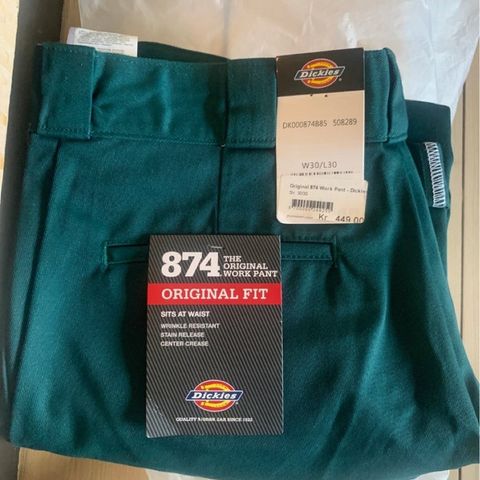 Dickies
DK000874B85 508289
W30/L30
Original 874 Work Pant - Dickies
Kr. 449.00
874 THE
ORIGINAL
WORK PANT
ORIGINAL FIT
SITS AT WAIST
WRINKLE RESISTANT
STAIN RELEASE
CENTER CREASE
Dickies